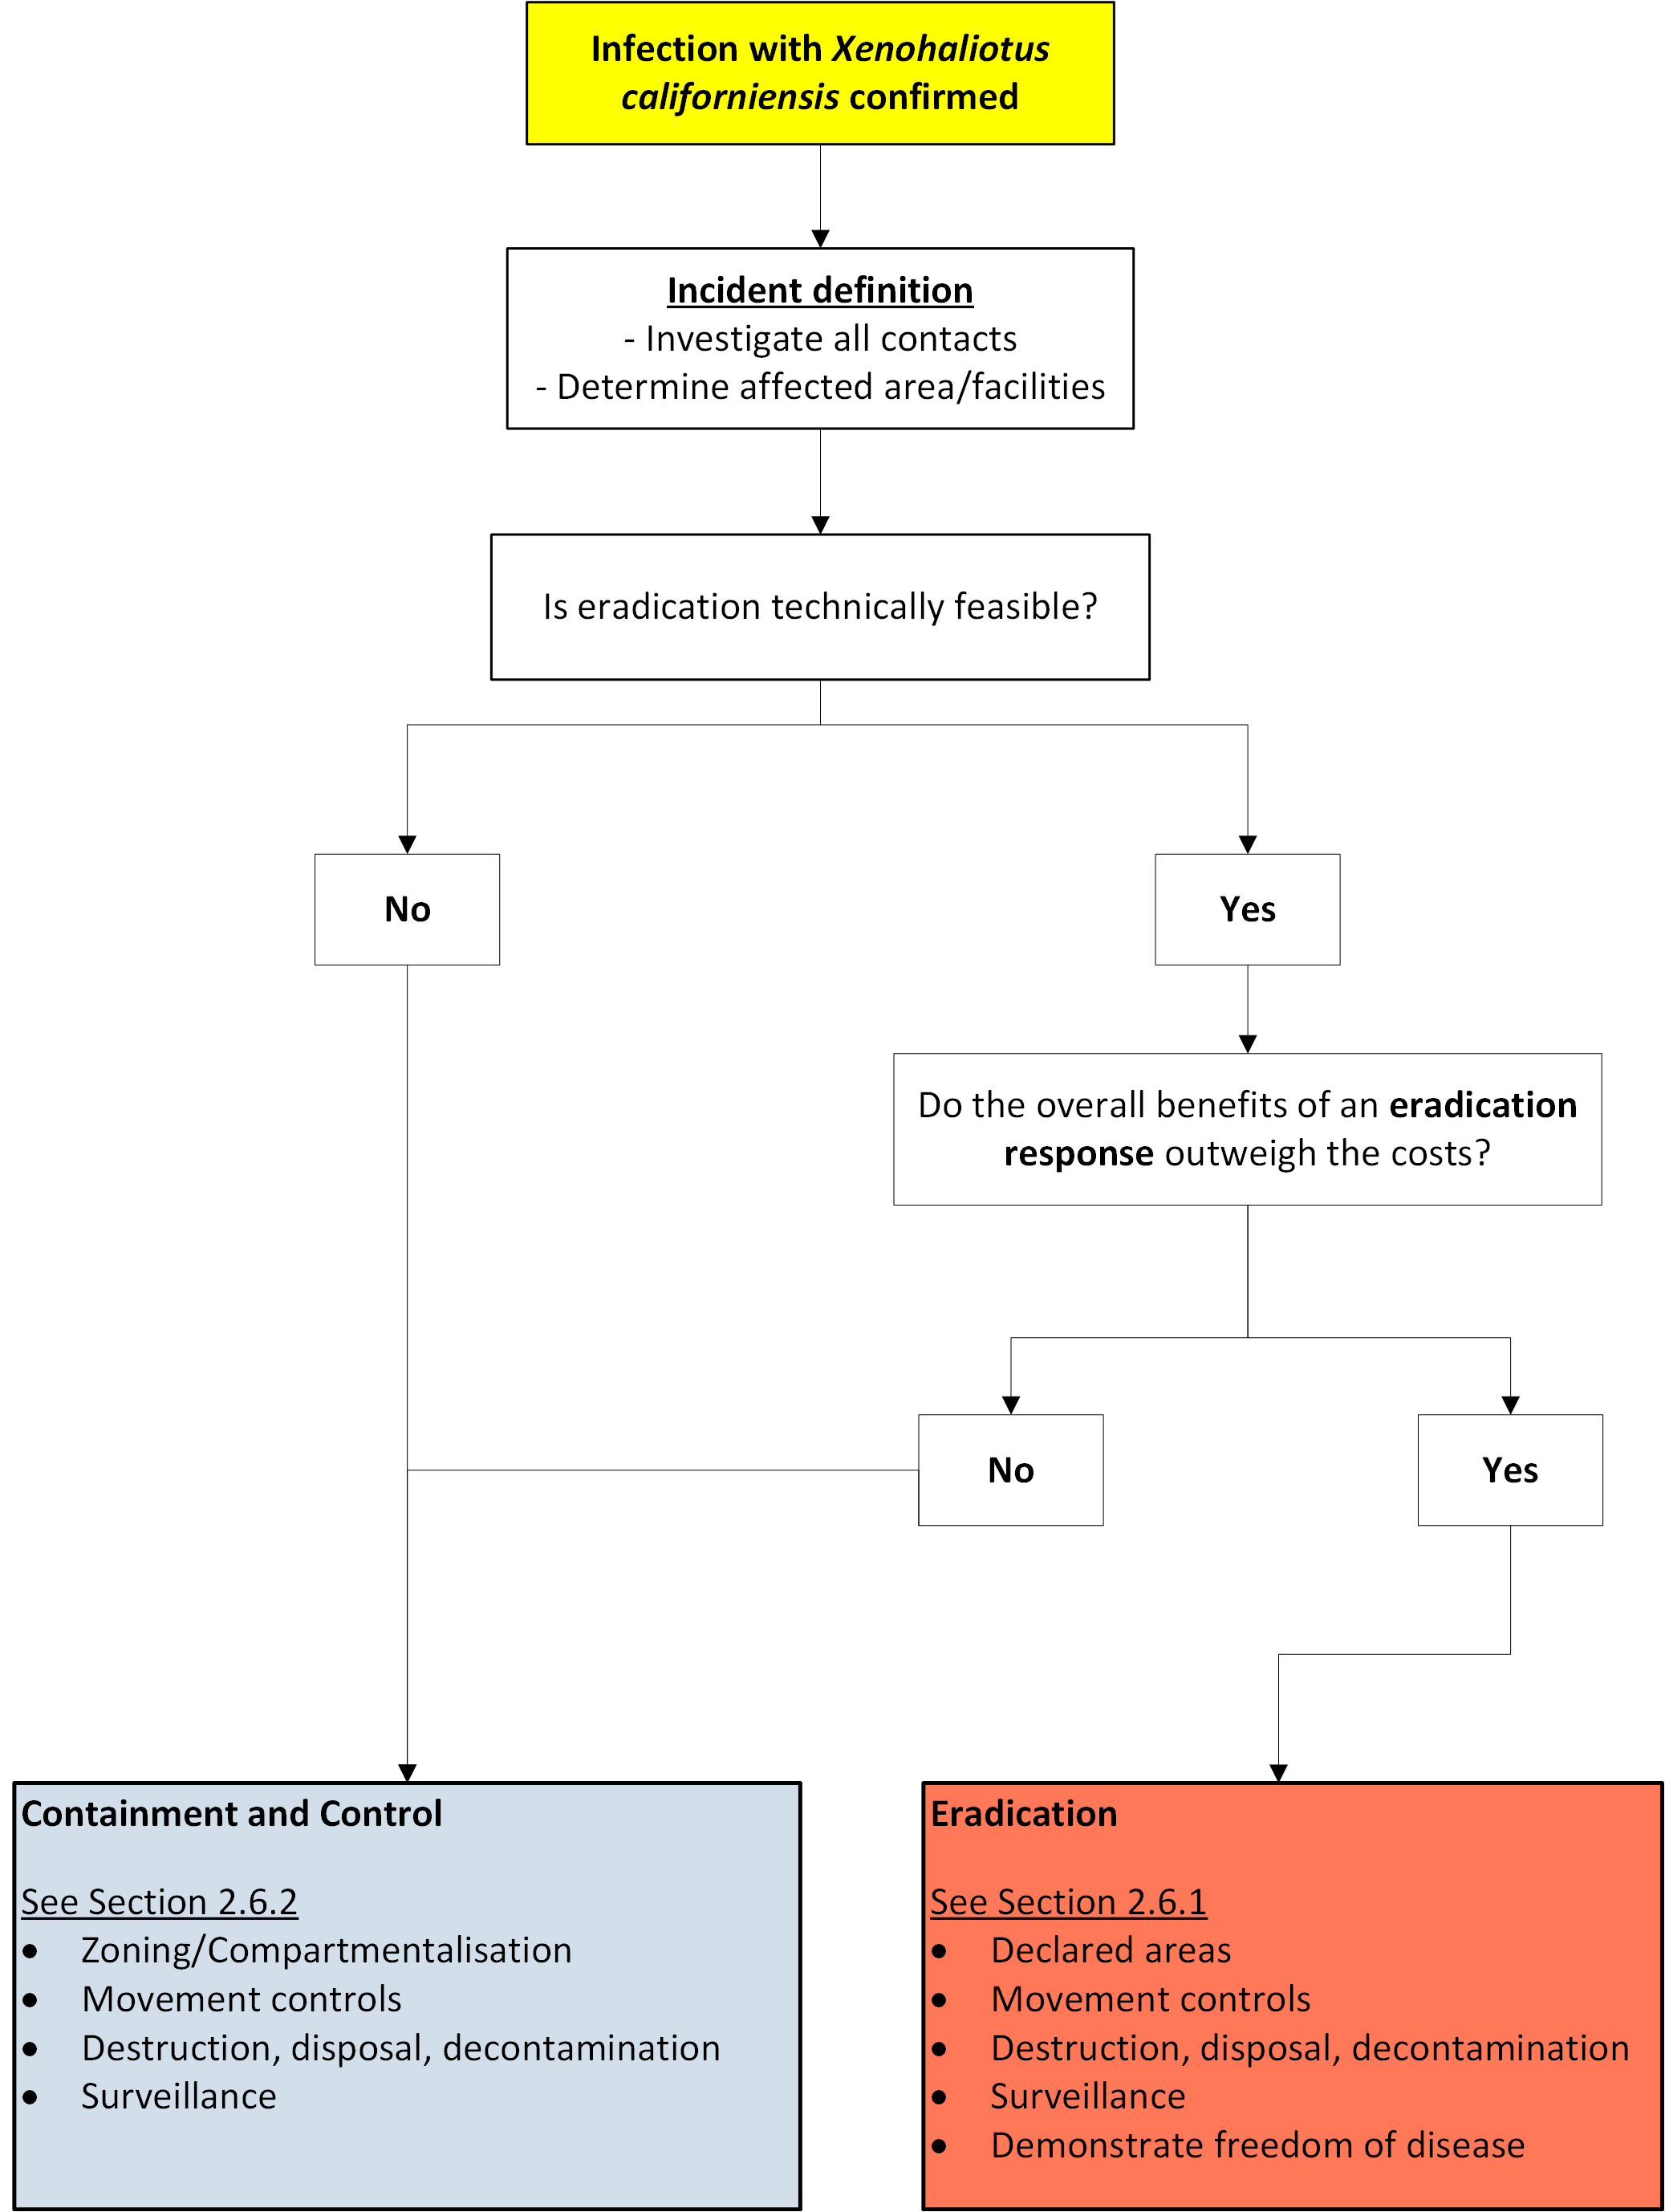 Infection with Xenohaliotus
californiensis confirmed
Incident definition
- Investigate all contacts
- Determine affected area/facilities
Is eradication technically feasible?
No
Yes
Do the overall benefits of an eradication
response outweigh the costs?
No
Yes
Containment and Control
See Section 2.6.2
• Zoning/Compartmentalisation
• Movement controls
• Destruction, disposal, decontamination
• Surveillance
Eradication
See Section 2.6.1
• Declared areas
• Movement controls
• Destruction, disposal, decontamination
• Surveillance
• Demonstrate freedom of disease